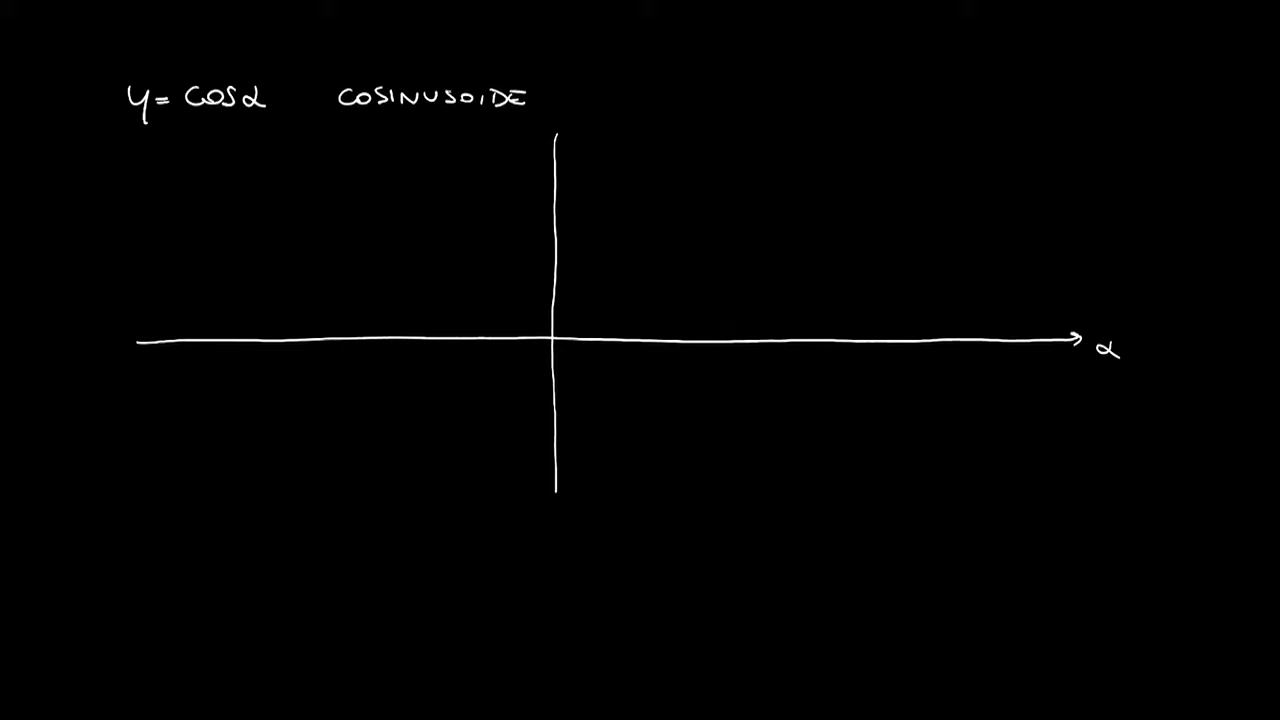 y = cos α COSINUSOIDE
α